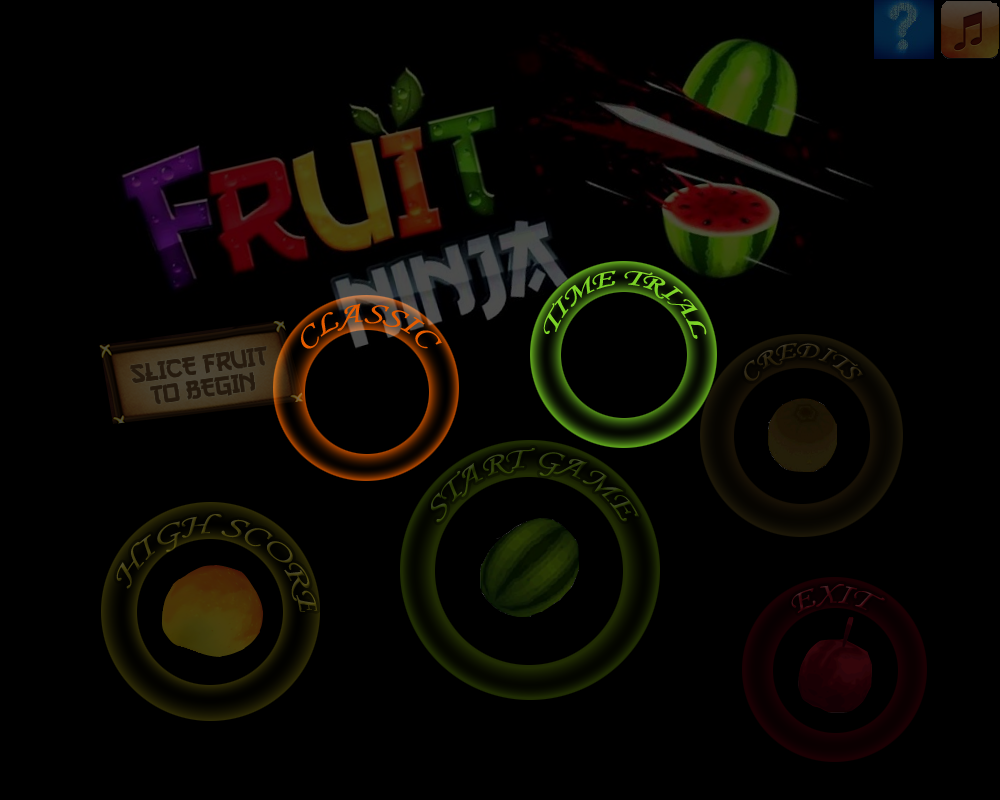 ?
FRUIT
NINJA
SLICE FRUIT
TO BEGIN
CLASSIC
TIME TRIAL
CREDITS
START GAME
HIGH SCORE
EXIT